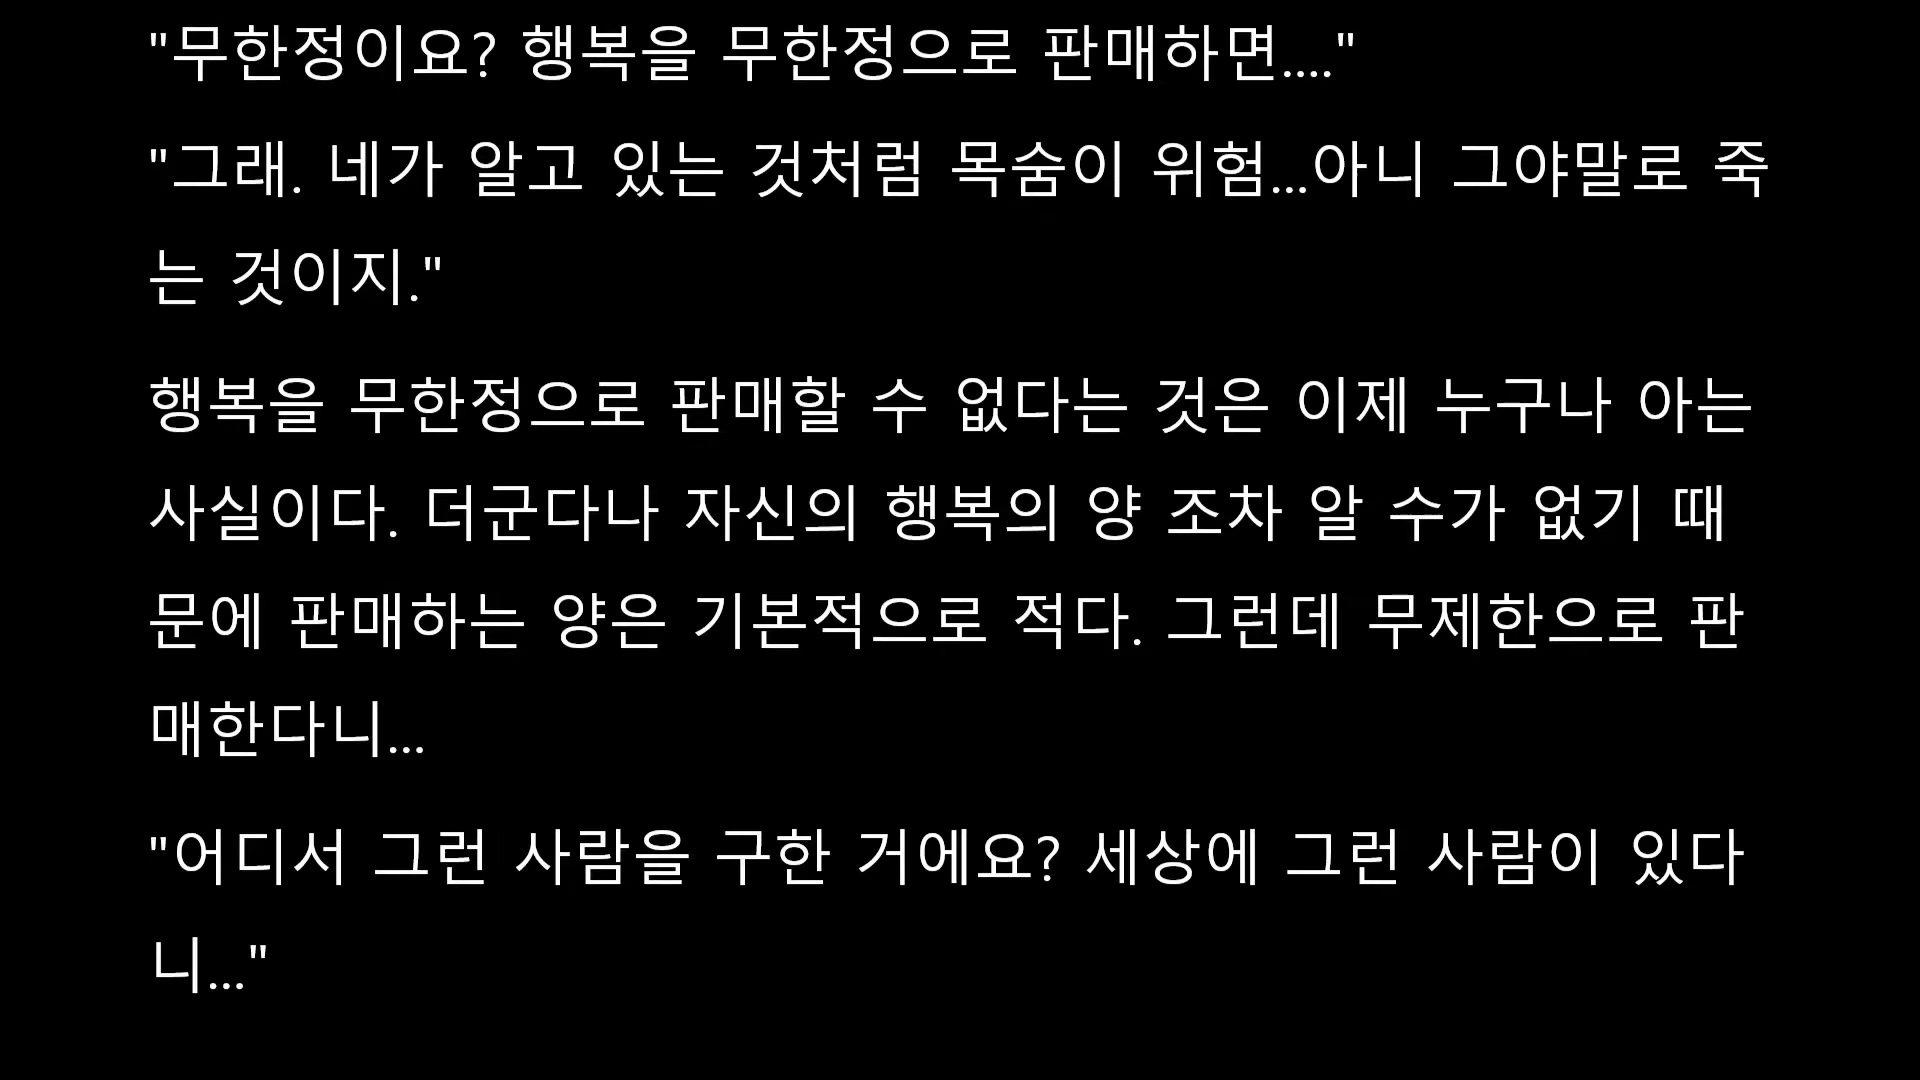 "무한정이요? 행복을 무한정으로 판매하면...."
"그래. 네가 알고 있는 것처럼 목숨이 위험...아니 그야말로 죽
는 것이지."
행복을 무한정으로 판매할 수 없다는 것은 이제 누구나 아는
사실이다. 더군다나 자신의 행복의 양 조차 알 수가 없기 때
문에 판매하는 양은 기본적으로 적다. 그런데 무제한으로 판
매한다니...
"어디서 그런 사람을 구한 거에요? 세상에 그런 사람이 있다
니..."